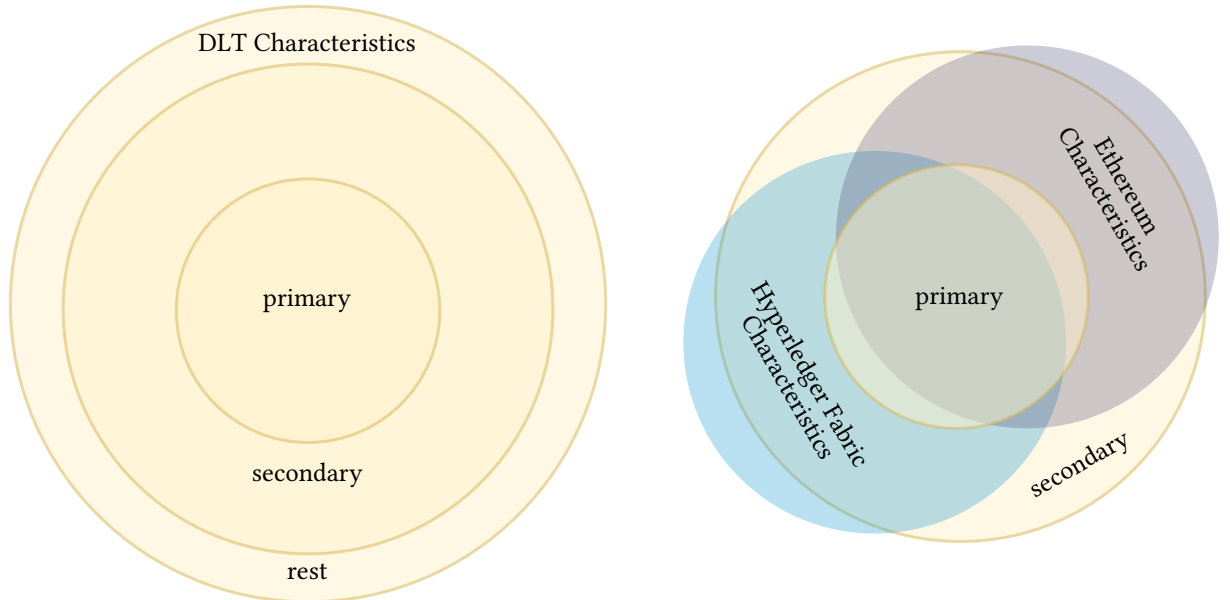 DLT Characteristics
primary
secondary
rest
Ethereum
Characteristics
primary
Hyperledger Fabric
Characteristics
secondary